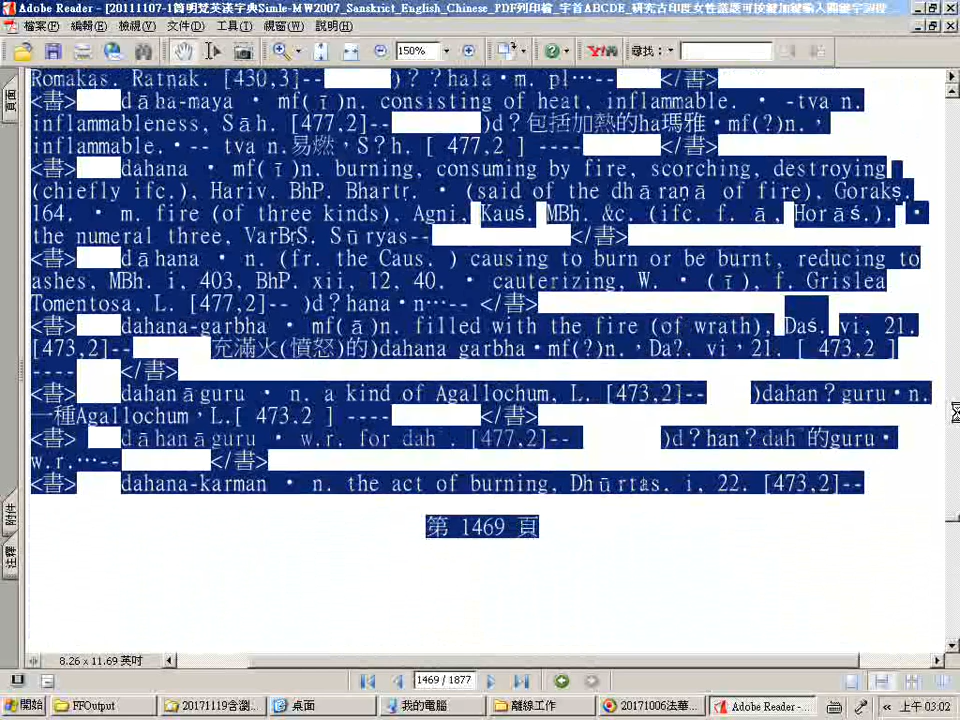 Adobe Reader - [20111107-1簡明梵英漢字典Simle-MW2007_Sanskrict_English_Chinese_PDF列印檔_字首ABCDE_研究古印度女性議題可按鍵輸入關鍵字詞搜
檔案(F) 編輯(E) 檢視(V) 文件(D) 工具(T) 視窗(W) 說明(H)
150% 尋找：
頁面
Romakas. Ratnak. [430,3]-- )??hala‧m. pl…-- </書>
<書> dāha-maya ‧ mf(ī)n. consisting of heat, inflammable. ‧ -tva n.
inflammableness, Sāh. [477,2]-- )d?包括加熱的ha瑪雅‧mf(?)n.，
inflammable.‧-- tva n.易燃，S?h. [ 477,2 ] ---- </書>
<書> dahana ‧ mf(ī)n. burning, consuming by fire, scorching, destroying
(chiefly ifc.), Hariv. BhP. Bhartṛ. ‧ (said of the dhāraṇā of fire), Gorakṣ.
164. ‧ m. fire (of three kinds), Agni, Kauś. MBh. &c. (ifc. f. ā, Horāś.). ‧
the numeral three, VarBṛS. Sūryas-- </書>
<書> dāhana ‧ n. (fr. the Caus. ) causing to burn or be burnt, reducing to
ashes, MBh. i, 403, BhP. xii, 12, 40. ‧ cauterizing, W. ‧ (ī), f. Grislea
Tomentosa, L. [477,2]-- )d?hana‧n…-- </書>
<書> dahana-garbha ‧ mf(ā)n. filled with the fire (of wrath), Daś. vi, 21.
[473,2]-- 充滿火(憤怒)的)dahana garbha‧mf(?)n.，Da?. vi，21. [ 473,2 ]
---- </書>
<書> dahanāguru ‧ n. a kind of Agallochum, L. [473,2]-- )dahan?guru‧n.
一種Agallochum，L.[ 473,2 ] ---- </書>
<書> dāhanāguru ‧ w.r. for dah˚. [477,2]-- )d?han?dah˚的guru‧
w.r.…-- </書>
<書> dahana-karman ‧ n. the act of burning, Dhūrtas. i, 22. [473,2]--
第 1469 頁
附件
注釋
8.26 x 11.69 英吋
1469 / 1877
開始 FFOutput 20171119含瀏... 桌面 我的電腦 離線工作 20171006法華... Adobe Reader - [... 上午 03:02